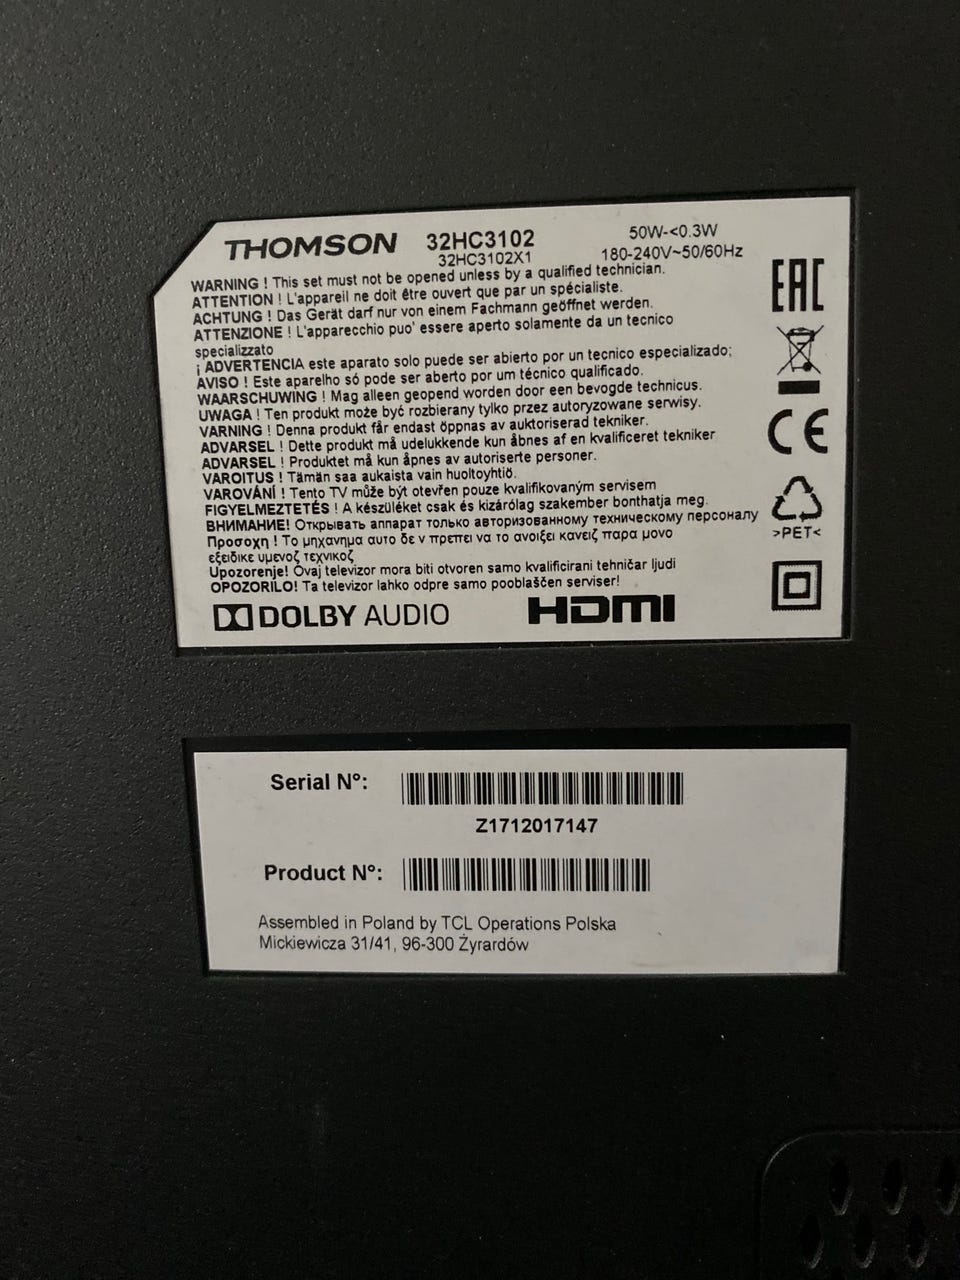 THOMSON 32HC3102 50W-<0.3W
32HC3102X1 180-240V~50/60Hz
WARNING ! This set must not be opened unless by a qualified technician.
ATTENTION ! L'appareil ne doit être ouvert que par un spécialiste.
ACHTUNG ! Das Gerät darf nur von einem Fachmann geöffnet werden.
ATTENZIONE ! L'apparecchio puo' essere aperto solamente da un tecnico
specializzato
¡ ADVERTENCIA este aparato solo puede ser abierto por un tecnico especializado;
AVISO ! Este aparelho só pode ser aberto por um técnico qualificado.
WAARSCHUWING ! Mag alleen geopend worden door een bevogde technicus.
UWAGA ! Ten produkt może być rozbierany tylko przez autoryzowane serwisy.
VARNING ! Denna produkt får endast öppnas av auktoriserad tekniker.
ADVARSEL ! Dette produkt må udelukkende kun åbnes af en kvalificeret tekniker
ADVARSEL ! Produktet må kun åpnes av autoriserte personer.
VAROITUS ! Tämän saa aukaista vain huoltoyhtiö.
VAROVÁNÍ ! Tento TV může být otevřen pouze kvalifikovaným servisem
FIGYELMEZTETÉS ! A készüléket csak és kizárólag szakember bonthatja meg.
ВНИМАНИЕ! Открывать аппарат только авторизованному техническому персоналу
Προσοχη ! Το μηχανημα αυτο δε ν πρεπει να το ανοιξει κανειζ παρα μονο
εξειδικε υμενοζ τεχνικοζ
Upozorenje! Ovaj televizor mora biti otvoren samo kvalificirani tehničar ljudi
OPOZORILO! Ta televizor lahko odpre samo pooblaščen serviser!
DOLBY AUDIO HDMI
EAC
CE
>PET<
Serial N°:
Z1712017147
Product N°:
Assembled in Poland by TCL Operations Polska
Mickiewicza 31/41, 96-300 Żyrardów